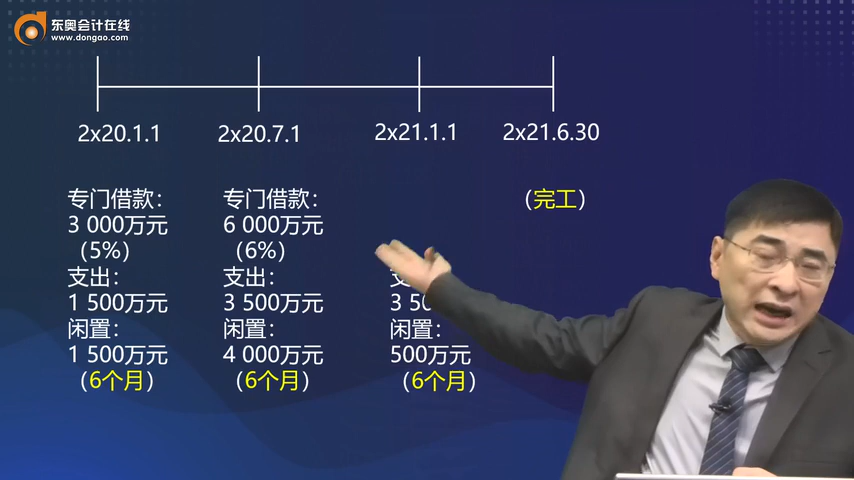 东奥会计在线
www.dongao.com
2x20.1.1
2x20.7.1
2x21.1.1
2x21.6.30
专门借款：
3 000万元
（5%）
支出：
1 500万元
闲置：
1 500万元
（6个月）
专门借款：
6 000万元
（6%）
支出：
3 500万元
闲置：
4 000万元
（6个月）
3 50
闲置：
500万元
（6个月）
（完工）